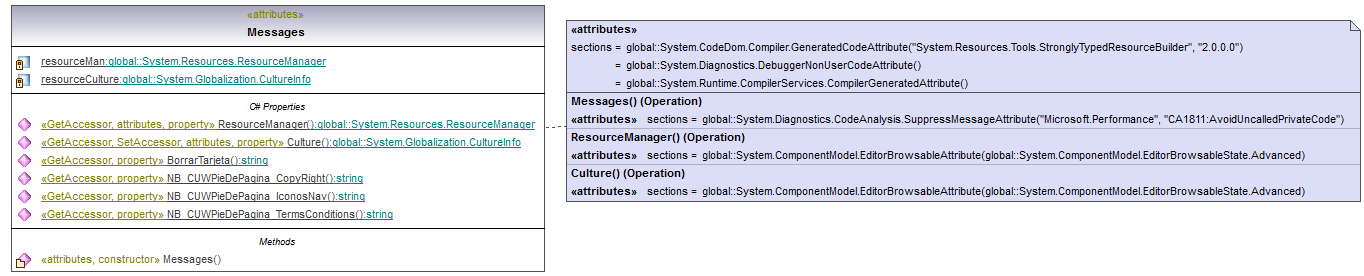 «attributes»
Messages
resourceMan:global::System.Resources.ResourceManager
resourceCulture:global::System.Globalization.CultureInfo
C# Properties
«GetAccessor, attributes, property» ResourceManager():global::System.Resources.ResourceManager
«GetAccessor, SetAccessor, attributes, property» Culture():global::System.Globalization.CultureInfo
«GetAccessor, property» BorrarTarjeta():string
«GetAccessor, property» NB_CUWPieDePagina_CopyRight():string
«GetAccessor, property» NB_CUWPieDePagina_IconosNav():string
«GetAccessor, property» NB_CUWPieDePagina_TermsConditions():string
Methods
«attributes, constructor» Messages()
«attributes»
sections = global::System.CodeDom.Compiler.GeneratedCodeAttribute("System.Resources.Tools.StronglyTypedResourceBuilder", "2.0.0.0")
= global::System.Diagnostics.DebuggerNonUserCodeAttribute()
= global::System.Runtime.CompilerServices.CompilerGeneratedAttribute()
Messages() (Operation)
«attributes» sections = global::System.Diagnostics.CodeAnalysis.SuppressMessageAttribute("Microsoft.Performance", "CA1811:AvoidUncalledPrivateCode")
ResourceManager() (Operation)
«attributes» sections = global::System.ComponentModel.EditorBrowsableAttribute(global::System.ComponentModel.EditorBrowsableState.Advanced)
Culture() (Operation)
«attributes» sections = global::System.ComponentModel.EditorBrowsableAttribute(global::System.ComponentModel.EditorBrowsableState.Advanced)